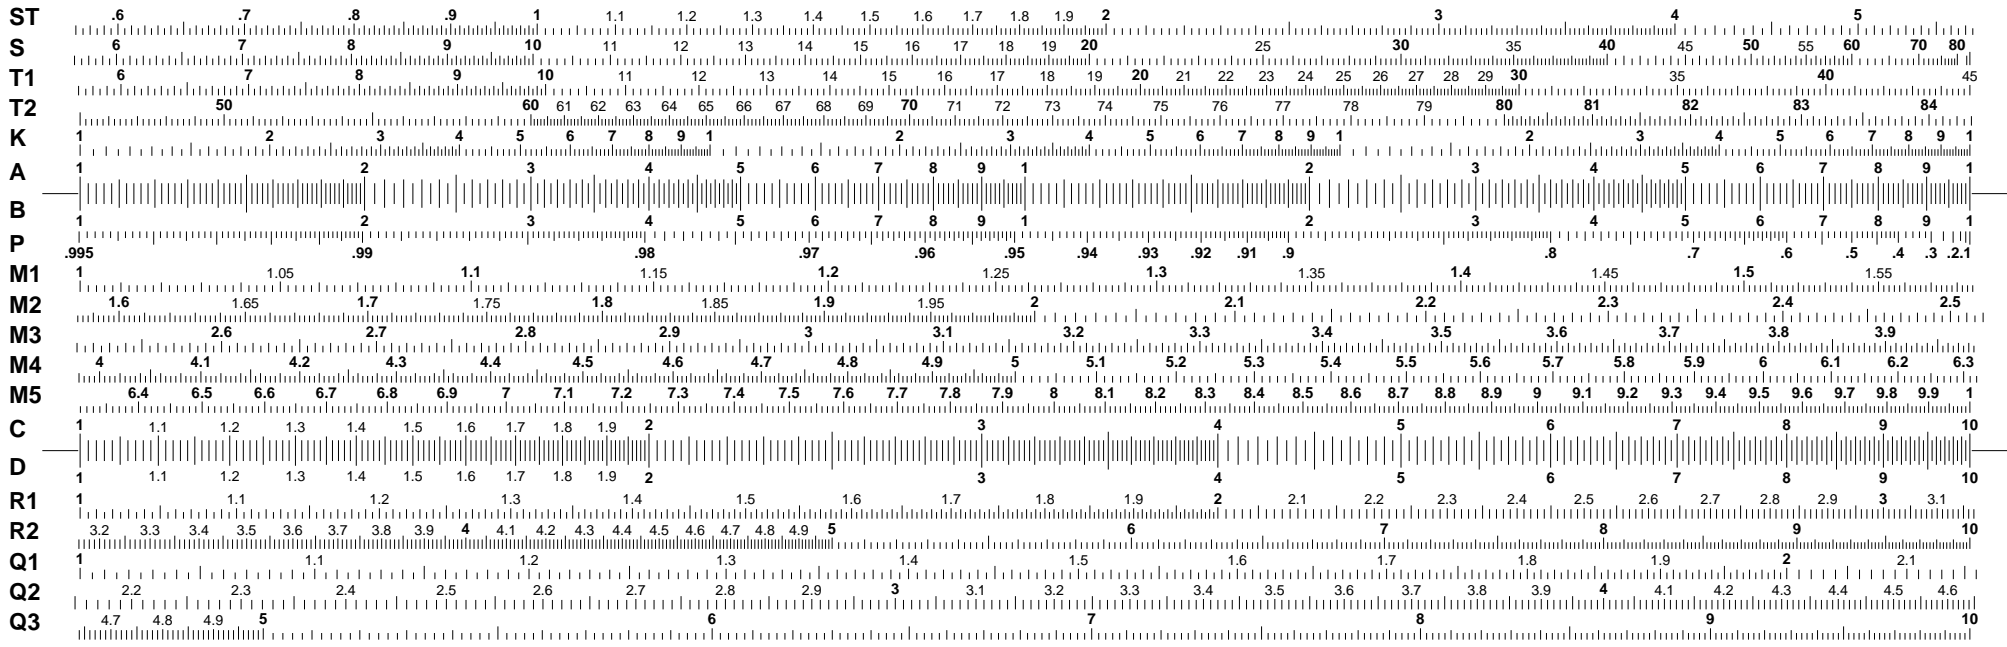 ST .6 .7 .8 .9 1 1.1 1.2 1.3 1.4 1.5 1.6 1.7 1.8 1.9 2 3 4 5
S 6 7 8 9 10 11 12 13 14 15 16 17 18 19 20 25 30 35 40 45 50 55 60 70 80
T1 6 7 8 9 10 11 12 13 14 15 16 17 18 19 20 21 22 23 24 25 26 27 28 29 30 35 40 45
T2 50 60 61 62 63 64 65 66 67 68 69 70 71 72 73 74 75 76 77 78 79 80 81 82 83 84
K 1 2 3 4 5 6 7 8 9 1 2 3 4 5 6 7 8 9 1 2 3 4 5 6 7 8 9 1
A 1 2 3 4 5 6 7 8 9 1 2 3 4 5 6 7 8 9 1
B 1 2 3 4 5 6 7 8 9 1 2 3 4 5 6 7 8 9 1
P .995 .99 .98 .97 .96 .95 .94 .93 .92 .91 .9 .8 .7 .6 .5 .4 .3 .2 .1
M1 1 1.05 1.1 1.15 1.2 1.25 1.3 1.35 1.4 1.45 1.5 1.55
M2 1.6 1.65 1.7 1.75 1.8 1.85 1.9 1.95 2 2.1 2.2 2.3 2.4 2.5
M3 2.6 2.7 2.8 2.9 3 3.1 3.2 3.3 3.4 3.5 3.6 3.7 3.8 3.9
M4 4 4.1 4.2 4.3 4.4 4.5 4.6 4.7 4.8 4.9 5 5.1 5.2 5.3 5.4 5.5 5.6 5.7 5.8 5.9 6 6.1 6.2 6.3
M5 6.4 6.5 6.6 6.7 6.8 6.9 7 7.1 7.2 7.3 7.4 7.5 7.6 7.7 7.8 7.9 8 8.1 8.2 8.3 8.4 8.5 8.6 8.7 8.8 8.9 9 9.1 9.2 9.3 9.4 9.5 9.6 9.7 9.8 9.9 1
C 1 1.1 1.2 1.3 1.4 1.5 1.6 1.7 1.8 1.9 2 3 4 5 6 7 8 9 10
D 1 1.1 1.2 1.3 1.4 1.5 1.6 1.7 1.8 1.9 2 3 4 5 6 7 8 9 10
R1 1 1.1 1.2 1.3 1.4 1.5 1.6 1.7 1.8 1.9 2 2.1 2.2 2.3 2.4 2.5 2.6 2.7 2.8 2.9 3 3.1
R2 3.2 3.3 3.4 3.5 3.6 3.7 3.8 3.9 4 4.1 4.2 4.3 4.4 4.5 4.6 4.7 4.8 4.9 5 6 7 8 9 10
Q1 1 1.1 1.2 1.3 1.4 1.5 1.6 1.7 1.8 1.9 2 2.1
Q2 2.2 2.3 2.4 2.5 2.6 2.7 2.8 2.9 3 3.1 3.2 3.3 3.4 3.5 3.6 3.7 3.8 3.9 4 4.1 4.2 4.3 4.4 4.5 4.6
Q3 4.7 4.8 4.9 5 6 7 8 9 10